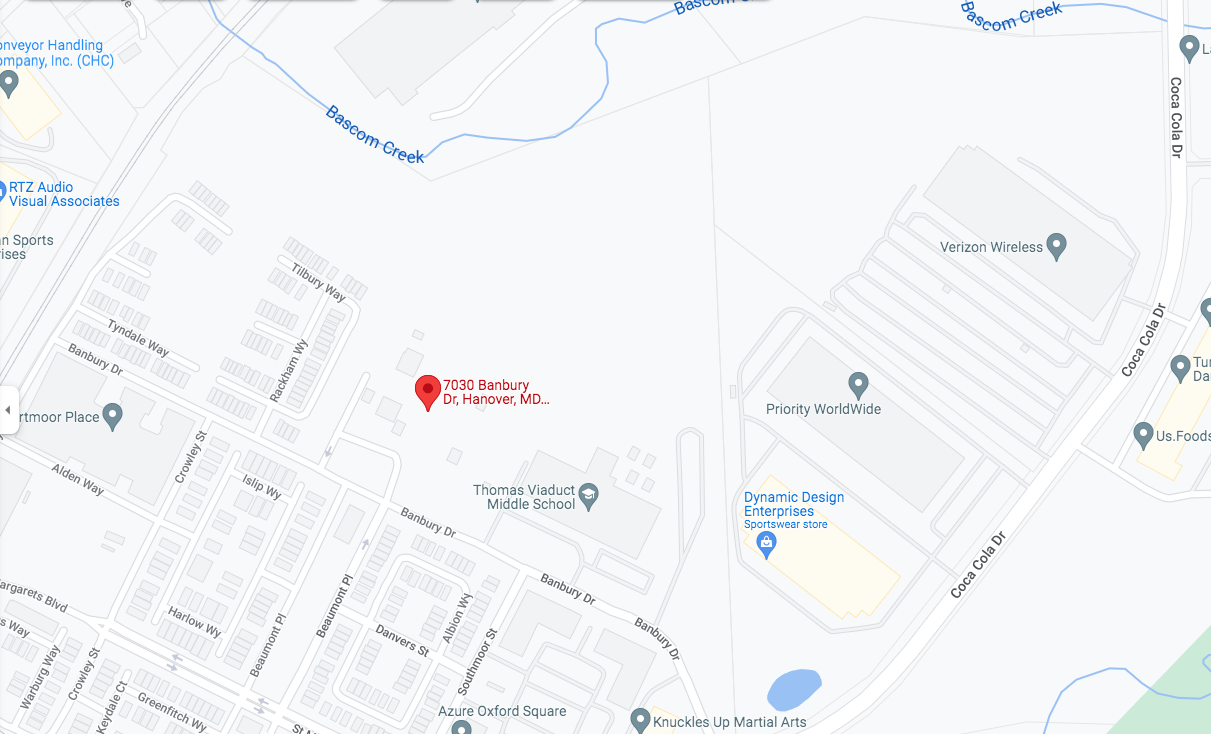 Bascom Creek
Bascom Creek
onveyor Handling
ompany, Inc. (CHC)
La
Coca Cola Dr
Bascom Creek
RTZ Audio
Visual Associates
an Sports
rises
Verizon Wireless
Tilbury Way
Coca Cola Dr
Tyndale Way
Banbury Dr
Rackham Wy
Tur
Da
7030 Banbury
Dr, Hanover, MD...
Priority WorldWide
rtmoor Place
Us.Foods
Crowley St
Alden Way
Islip Wy
Thomas Viaduct
Middle School
Dynamic Design
Enterprises
Sportswear store
Banbury Dr
Coca Cola Dr
Banbury Dr
argarets Blvd
Harlow Wy
Beaumont Pl
Beaumont Pl
Albion Wy
Danvers St
Banbury Dr
s Way
Warburg Way
Crowley St
Keydale Ct
Greenfitch Wy
Southmoor St
Azure Oxford Square
Knuckles Up Martial Arts